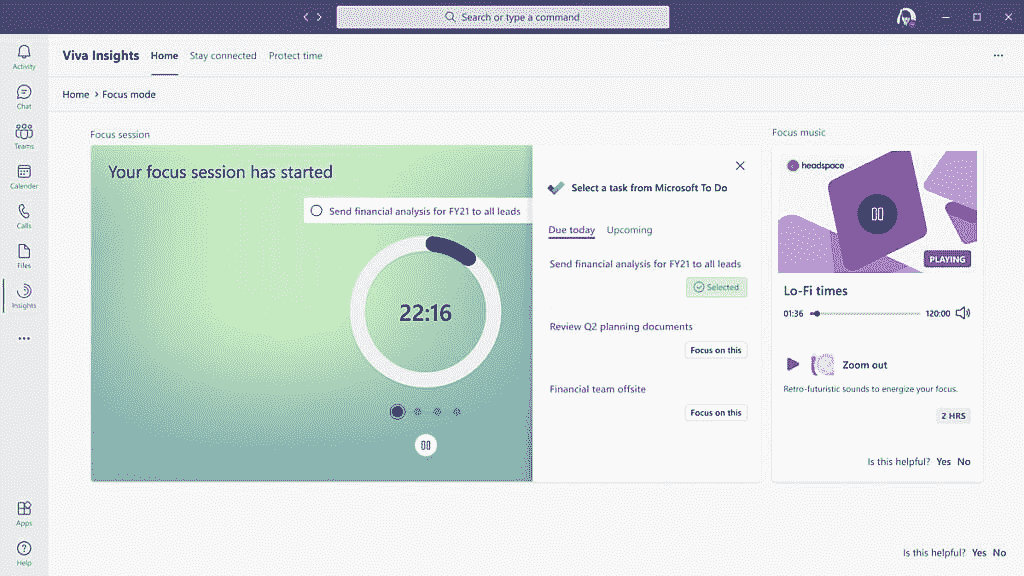 Search or type a command
Activity
Chat
Teams
Calender
Calls
Files
Insights
Apps
Help
Viva Insights Home Stay connected Protect time
Home > Focus mode
Focus session
Your focus session has started
Send financial analysis for FY21 to all leads
22:16
Select a task from Microsoft To Do
Due today Upcoming
Send financial analysis for FY21 to all leads
Selected
Review Q2 planning documents
Focus on this
Financial team offsite
Focus on this
Focus music
headspace
PLAYING
Lo-Fi times
01:36 120:00
Zoom out
Retro-futuristic sounds to energize your focus.
2 HRS
Is this helpful? Yes No
Is this helpful? Yes No